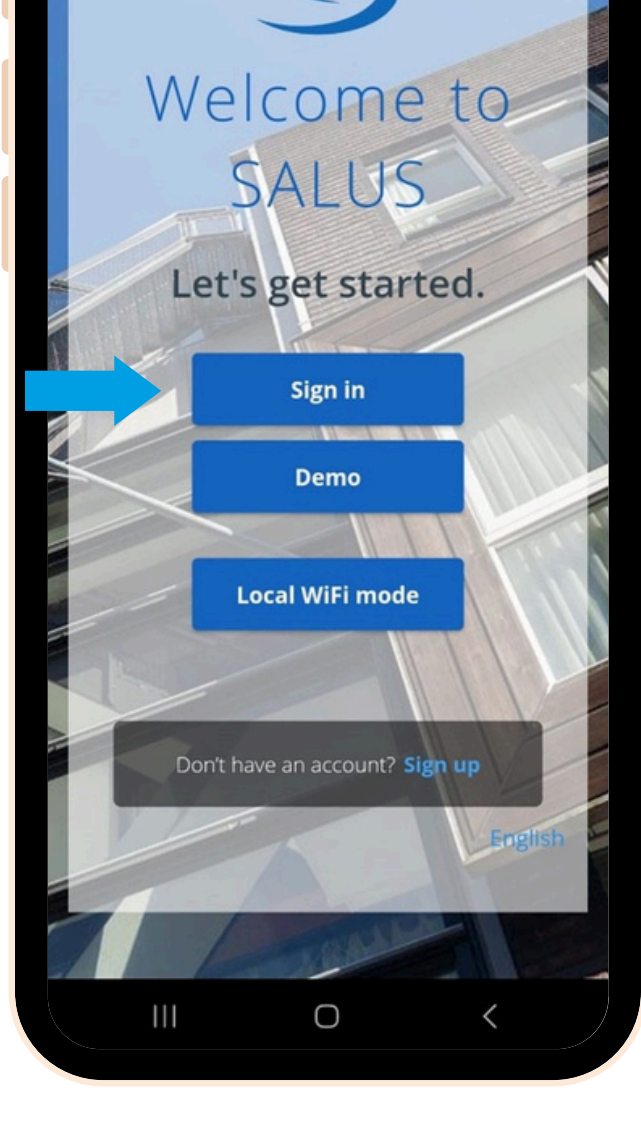 Welcome to
SALUS
Let's get started.
Sign in
Demo
Local WiFi mode
Don't have an account? Sign up
English